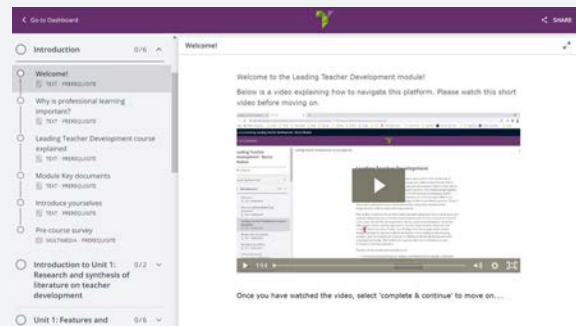 Go to Dashboard
SHARE
Introduction 0/6
Welcome!
TEXT · PREREQUISITE
Why is professional learning
important?
TEXT · PREREQUISITE
Leading Teacher Development course
explained
TEXT · PREREQUISITE
Module Key documents
TEXT · PREREQUISITE
Introduce yourselves
TEXT · PREREQUISITE
Pre-course survey
MULTIMEDIA · PREREQUISITE
Introduction to Unit 1: 0/2
Research and synthesis of
literature on teacher
development
Unit 1: Features and 0/6
Welcome!
Welcome to the Leading Teacher Development module!
Below is a video explaining how to navigate this platform. Please watch this short
video before moving on.
1:54
Once you have watched the video, select 'complete & continue' to move on....